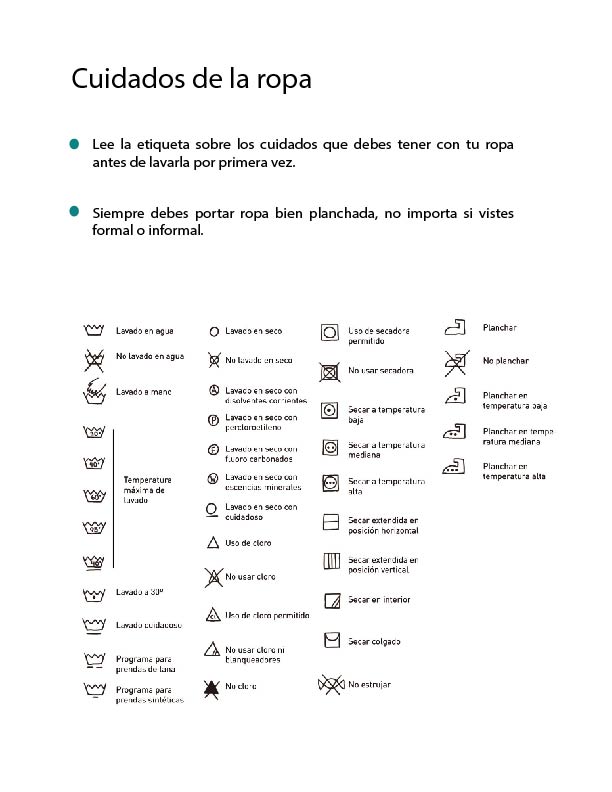 Cuidados de la ropa
Lee la etiqueta sobre los cuidados que debes tener con tu ropa
antes de lavarla por primera vez.
Siempre debes portar ropa bien planchada, no importa si vistes
formal o informal.
Lavado en agua
No lavado en agua
Lavado a mano
30°
40°
60°
95°
Temperatura
máxima de
lavado
Lavado a 30º
Lavado cuidadoso
Programa para
prendas de lana
Programa para
prendas sintéticas
Lavado en seco
No lavado en seco
A
Lavado en seco con
disolventes corrientes
P
Lavado en seco con
percloroetileno
F
Lavado en seco con
fluoro carbonados
W
Lavado en seco con
esencias minerales
Lavado en seco con
cuidadoso
Uso de cloro
No usar cloro
Uso de cloro permitido
No usar cloro ni
blanqueadores
No cloro
Uso de secadora
permitido
No usar secadora
Secar a temperatura
baja
Secar a temperatura
mediana
Secar a temperatura
alta
Secar extendida en
posición horizontal
Secar extendida en
posición vertical
Secar en interior
Secar colgado
No estrujar
Planchar
No planchar
Planchar en
temperatura baja
Planchar en tempe
ratura mediana
Planchar en
temperatura alta